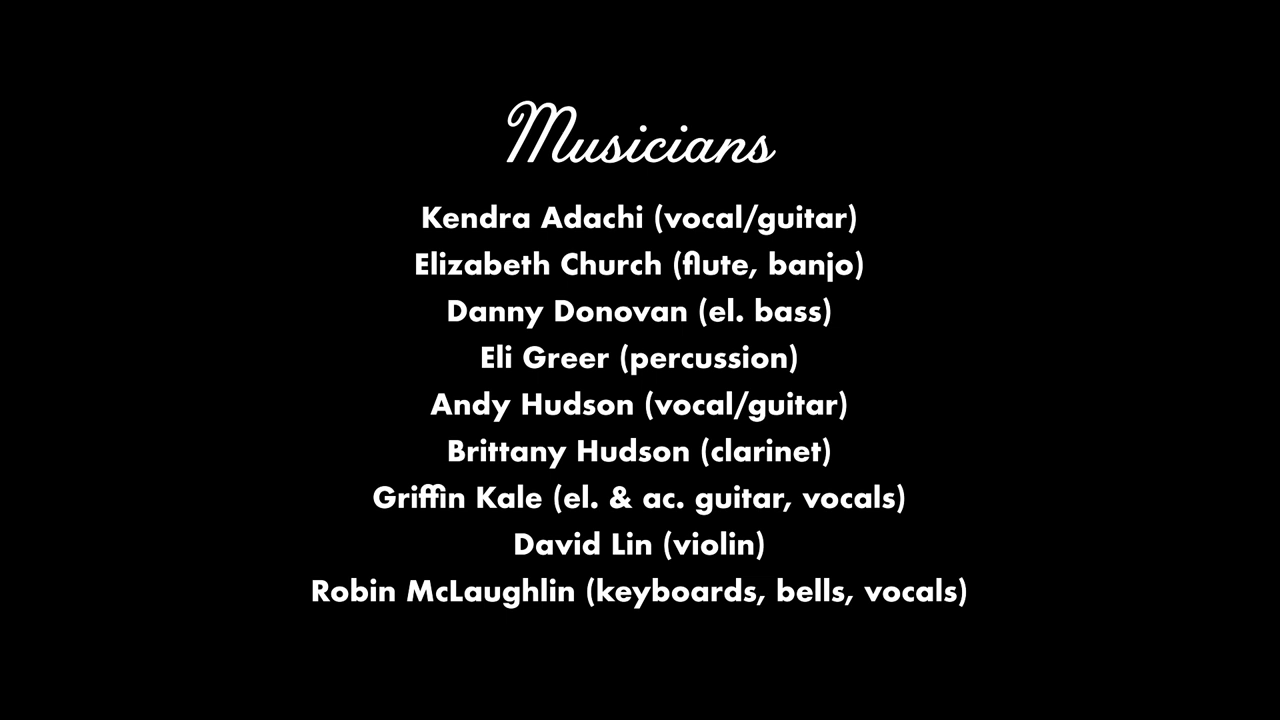 Musicians
Kendra Adachi (vocal/guitar)
Elizabeth Church (flute, banjo)
Danny Donovan (el. bass)
Eli Greer (percussion)
Andy Hudson (vocal/guitar)
Brittany Hudson (clarinet)
Griffin Kale (el. & ac. guitar, vocals)
David Lin (violin)
Robin McLaughlin (keyboards, bells, vocals)